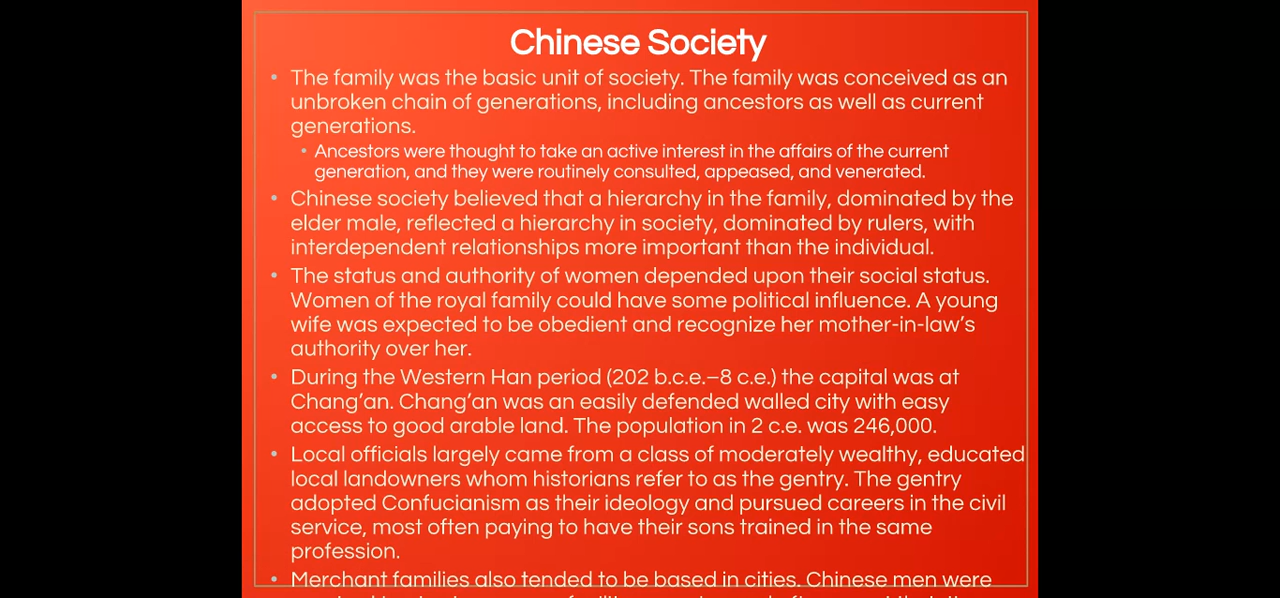 Chinese Society
• The family was the basic unit of society. The family was conceived as an
unbroken chain of generations, including ancestors as well as current
generations.
• Ancestors were thought to take an active interest in the affairs of the current
generation, and they were routinely consulted, appeased, and venerated.
• Chinese society believed that a hierarchy in the family, dominated by the
elder male, reflected a hierarchy in society, dominated by rulers, with
interdependent relationships more important than the individual.
• The status and authority of women depended upon their social status.
Women of the royal family could have some political influence. A young
wife was expected to be obedient and recognize her mother-in-law’s
authority over her.
• During the Western Han period (202 b.c.e.–8 c.e.) the capital was at
Chang’an. Chang’an was an easily defended walled city with easy
access to good arable land. The population in 2 c.e. was 246,000.
• Local officials largely came from a class of moderately wealthy, educated
local landowners whom historians refer to as the gentry. The gentry
adopted Confucianism as their ideology and pursued careers in the civil
service, most often paying to have their sons trained in the same
profession.
• Merchant families also tended to be based in cities. Chinese men were